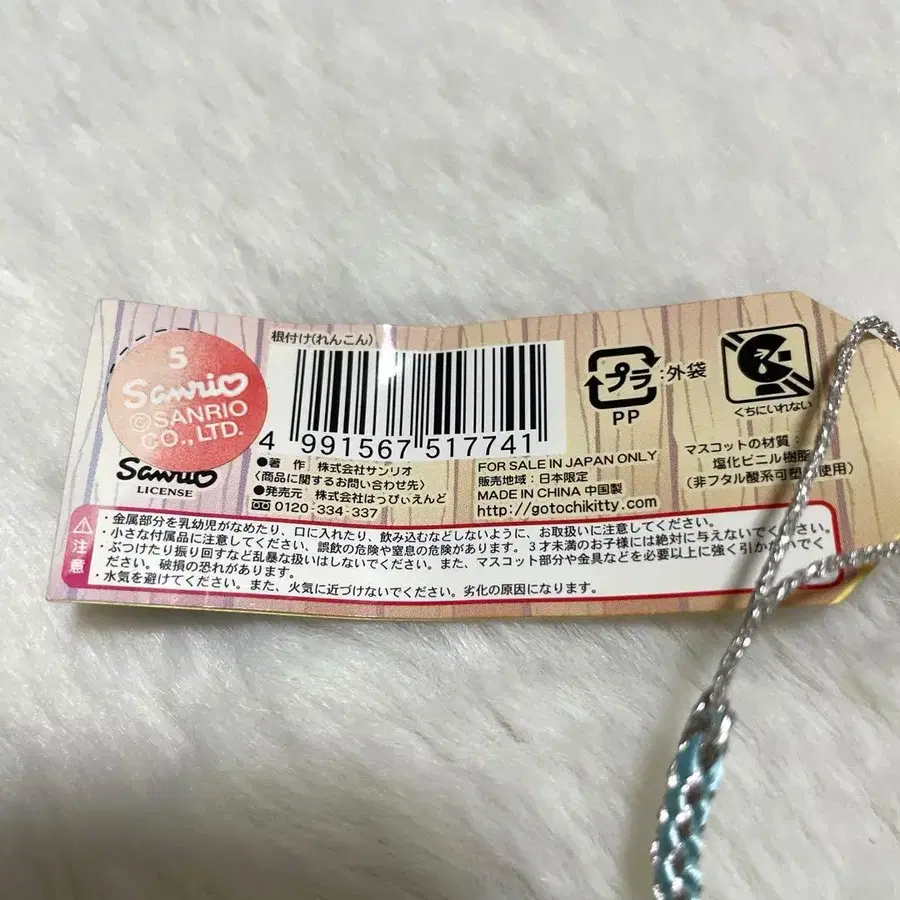 根付け(れんこん)
5
Sanrio
©SANRIO
CO., LTD.
4 991567 517741
プラ :外袋
PP
くちにいれない
Sanrio
LICENSE
●著 作 株式会社サンリオ
〈商品に関するお問い合わせ先〉
●発売元 株式会社はっぴぃえんど
0120-334-337
FOR SALE IN JAPAN ONLY
販売地域:日本限定
MADE IN CHINA 中国製
http://gotochikitty.com
マスコットの材質:
塩化ビニル樹脂
(非フタル酸系可塑 使用)
注意
・金属部分を乳幼児がなめたり、口に入れたり、飲み込むなどしないように、お取扱いに注意してください。
・小さな付属品に注意してください、誤飲の危険や窒息の危険があります。3才未満のお子様には絶対に与えないでください。
・ぶつけたり振り回すなど乱暴な扱いはしないでください。また、マスコット部分や金具などを必要以上に強く引かないでく
ださい。破損の恐れがあります。
・水気を避けてください。また、火気に近づけないでください。劣化の原因になります。